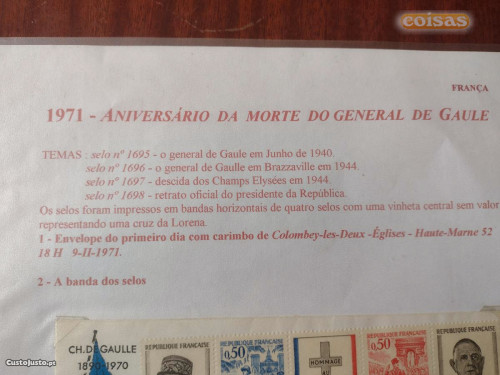 coisas
FRANÇA
1971 - ANIVERSÁRIO DA MORTE DO GENERAL DE GAULE
TEMAS : selo nº 1695 - o general de Gaule em Junho de 1940.
selo nº 1696 - o general de Gaulle em Brazzaville em 1944.
selo nº 1697 - descida dos Champs Elysées em 1944.
selo nº 1698 - retrato oficial do presidente da República.
Os selos foram impressos em bandas horizontais de quatro selos com uma vinheta central sem valor
representando uma cruz da Lorena.
1 - Envelope do primeiro dia com carimbo de Colombey-les-Deux -Églises - Haute-Marne 52
18 H 9-II-1971.
2 - A banda dos selos
CH. DE GAULLE
1890-1970
REPUBLIQUE FRANÇAISE
REPUBLIQUE FRANÇAISE
0,50
HOMMAGE
AU
REPUBLIQUE FRANÇAISE
0,50
REPUBLIQUE FRANÇAISE
CustoJusto.pt